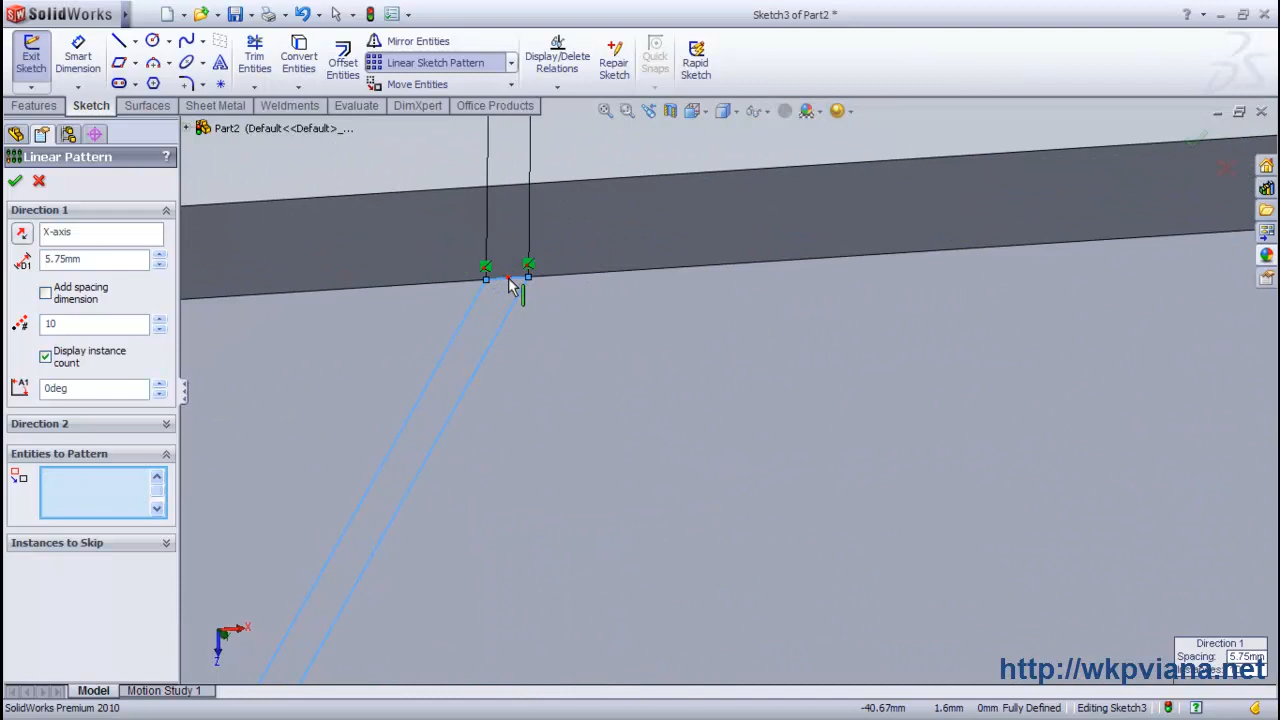 SolidWorks
Sketch3 of Part2 *
Exit Sketch
Smart Dimension
Trim Entities
Convert Entities
Offset Entities
Mirror Entities
Linear Sketch Pattern
Move Entities
Display/Delete Relations
Repair Sketch
Quick Snaps
Rapid Sketch
Features
Sketch
Surfaces
Sheet Metal
Weldments
Evaluate
DimXpert
Office Products
Part2 (Default<<Default>_...
Linear Pattern
?
Direction 1
X-axis
5.75mm
Add spacing
dimension
10
Display instance
count
0deg
Direction 2
Entities to Pattern
Instances to Skip
X
Z
Direction 1
Spacing: 5.75mm
http://wkpviana.net
Model
Motion Study 1
SolidWorks Premium 2010
-40.67mm
1.6mm
0mm
Fully Defined
Editing Sketch3